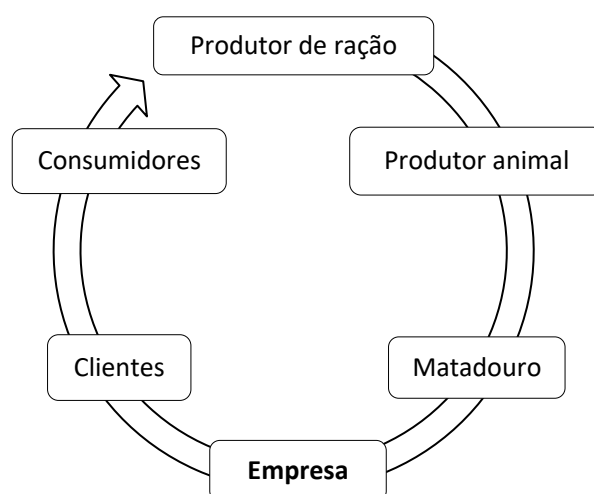 Produtor de ração
Produtor animal
Matadouro
Empresa
Clientes
Consumidores